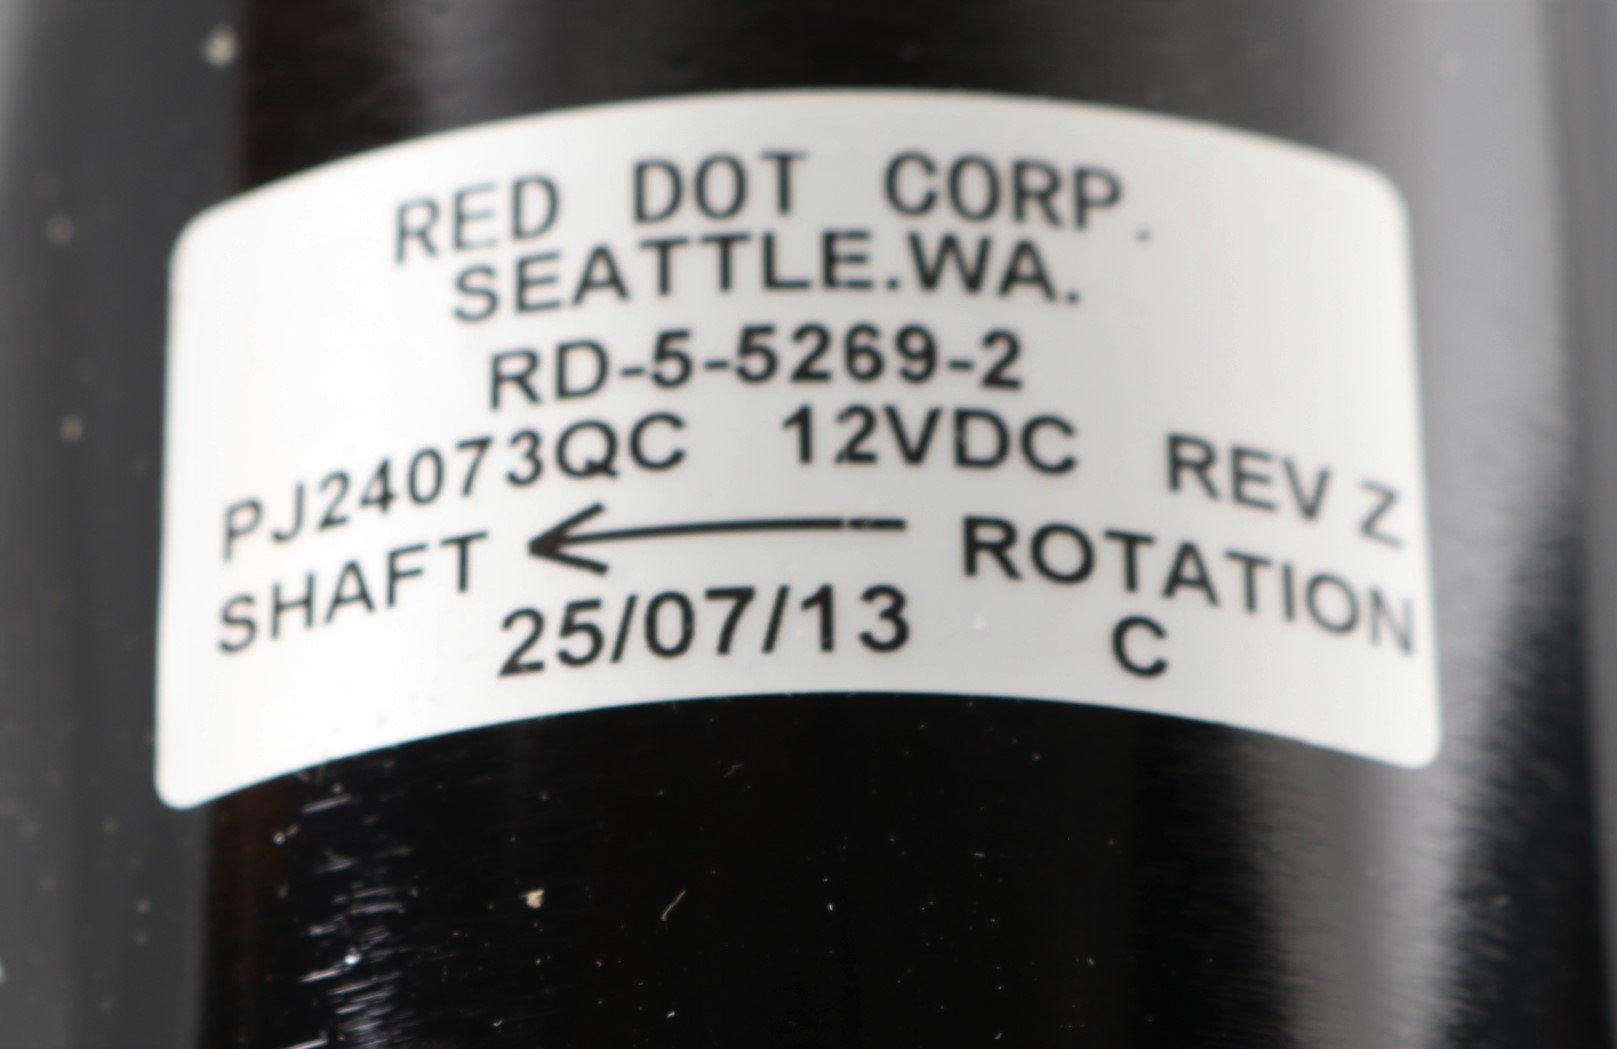 RED DOT CORP.
SEATTLE.WA.
RD-5-5269-2
PJ24073QC 12VDC REV Z
SHAFT ← ROTATION
25/07/13 C